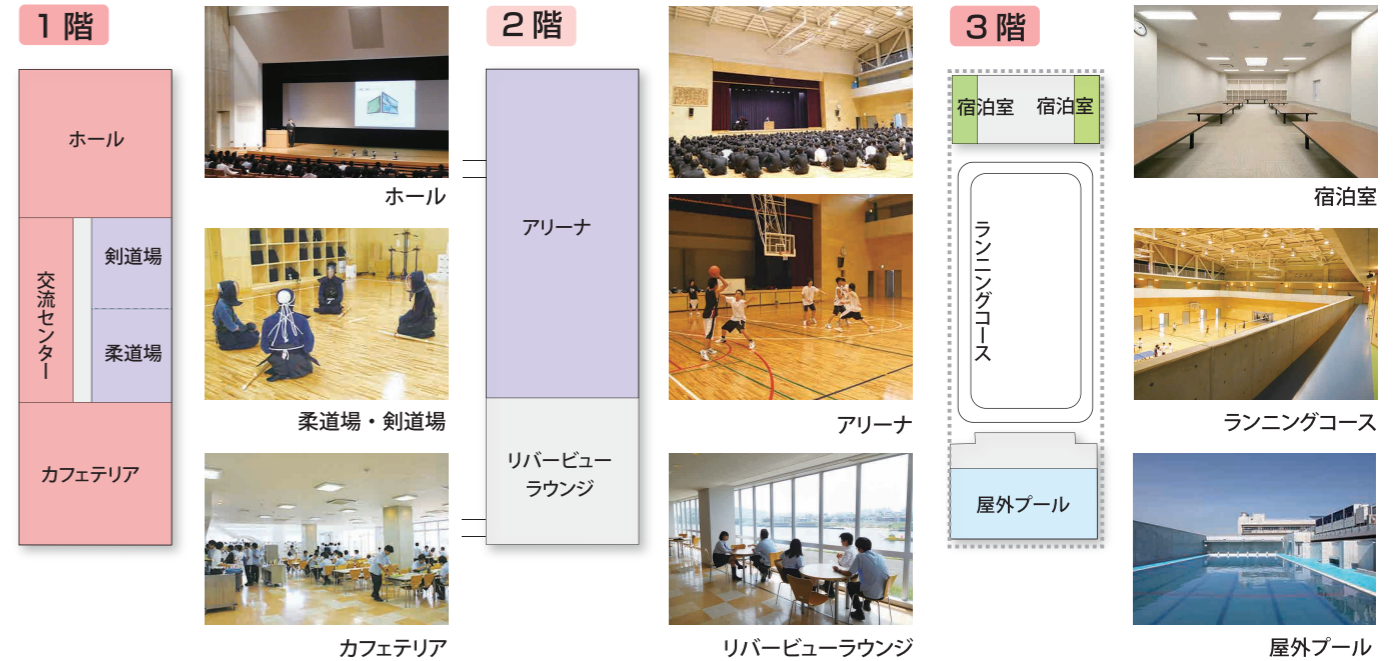 1階
ホール
交流センター
剣道場
柔道場
カフェテリア
ホール
柔道場・剣道場
カフェテリア
2階
アリーナ
リバービュー
ラウンジ
アリーナ
リバービューラウンジ
3階
宿泊室 宿泊室
ランニングコース
屋外プール
宿泊室
ランニングコース
屋外プール